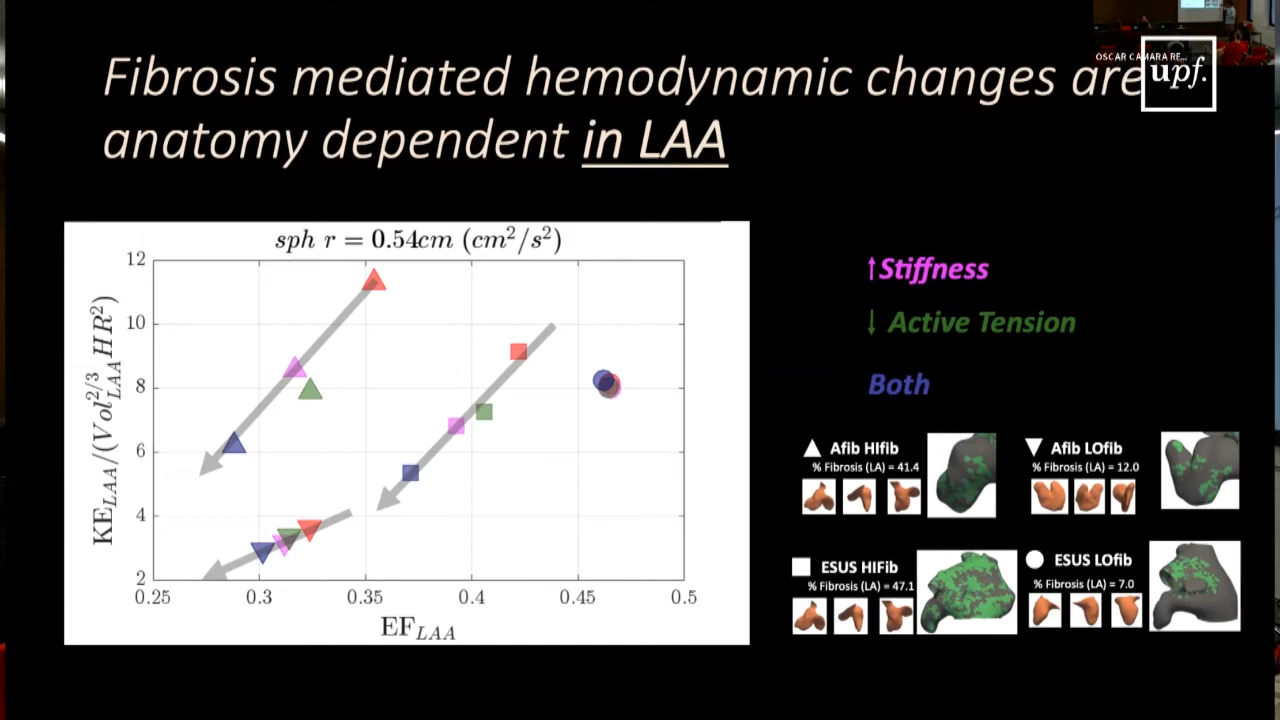 Fibrosis mediated hemodynamic changes are
anatomy dependent in LAA
ÓSCAR CÁMARA RE...
upf.
sph r = 0.54cm (cm²/s²)
KE_LAA/(Vol_LAA^2/3 HR²)
12
10
8
6
4
2
0.25 0.3 0.35 0.4 0.45 0.5
EF_LAA
↑Stiffness
↓ Active Tension
Both
Afib HIfib
% Fibrosis (LA) = 41.4
Afib LOfib
% Fibrosis (LA) = 12.0
ESUS HIFib
% Fibrosis (LA) = 47.1
ESUS LOfib
% Fibrosis (LA) = 7.0